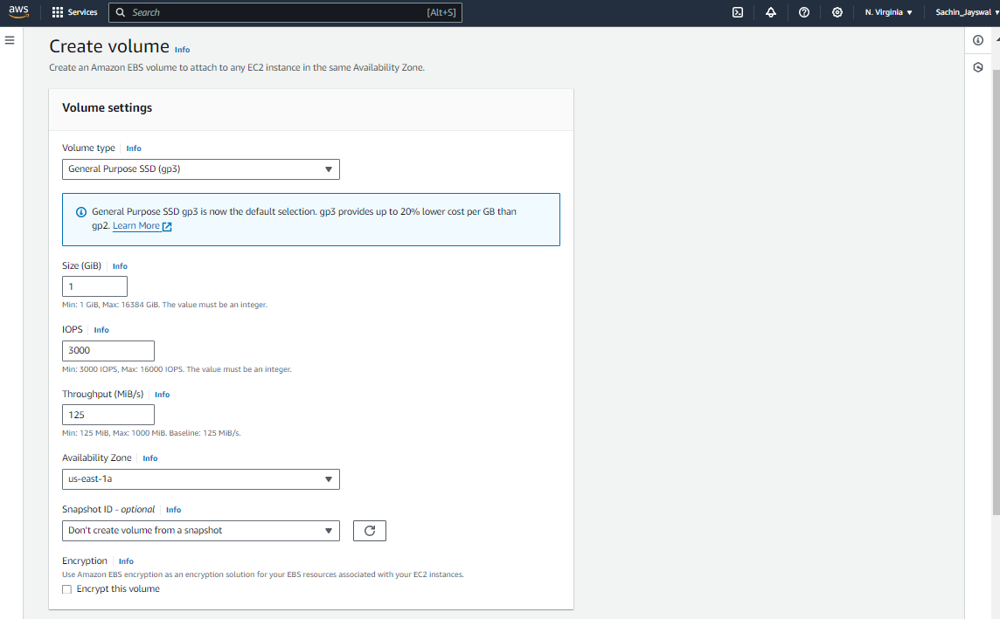 aws
Services
Search
[Alt+S]
N. Virginia
Sachin_Jayswal
Create volume Info
Create an Amazon EBS volume to attach to any EC2 instance in the same Availability Zone.
Volume settings
Volume type Info
General Purpose SSD (gp3)
General Purpose SSD gp3 is now the default selection. gp3 provides up to 20% lower cost per GB than
gp2. Learn More
Size (GiB) Info
1
Min: 1 GiB, Max: 16384 GiB. The value must be an integer.
IOPS Info
3000
Min: 3000 IOPS, Max: 16000 IOPS. The value must be an integer.
Throughput (MiB/s) Info
125
Min: 125 MiB, Max: 1000 MiB. Baseline: 125 MiB/s.
Availability Zone Info
us-east-1a
Snapshot ID - optional Info
Don't create volume from a snapshot
Encryption Info
Use Amazon EBS encryption as an encryption solution for your EBS resources associated with your EC2 instances.
Encrypt this volume